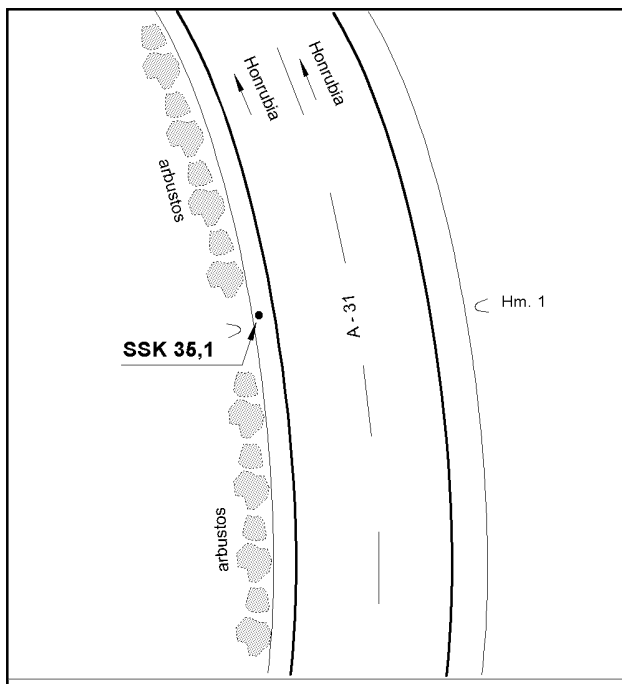 Honrubia
Honrubia
arbustos
A - 31
Hm. 1
SSK 35,1
arbustos